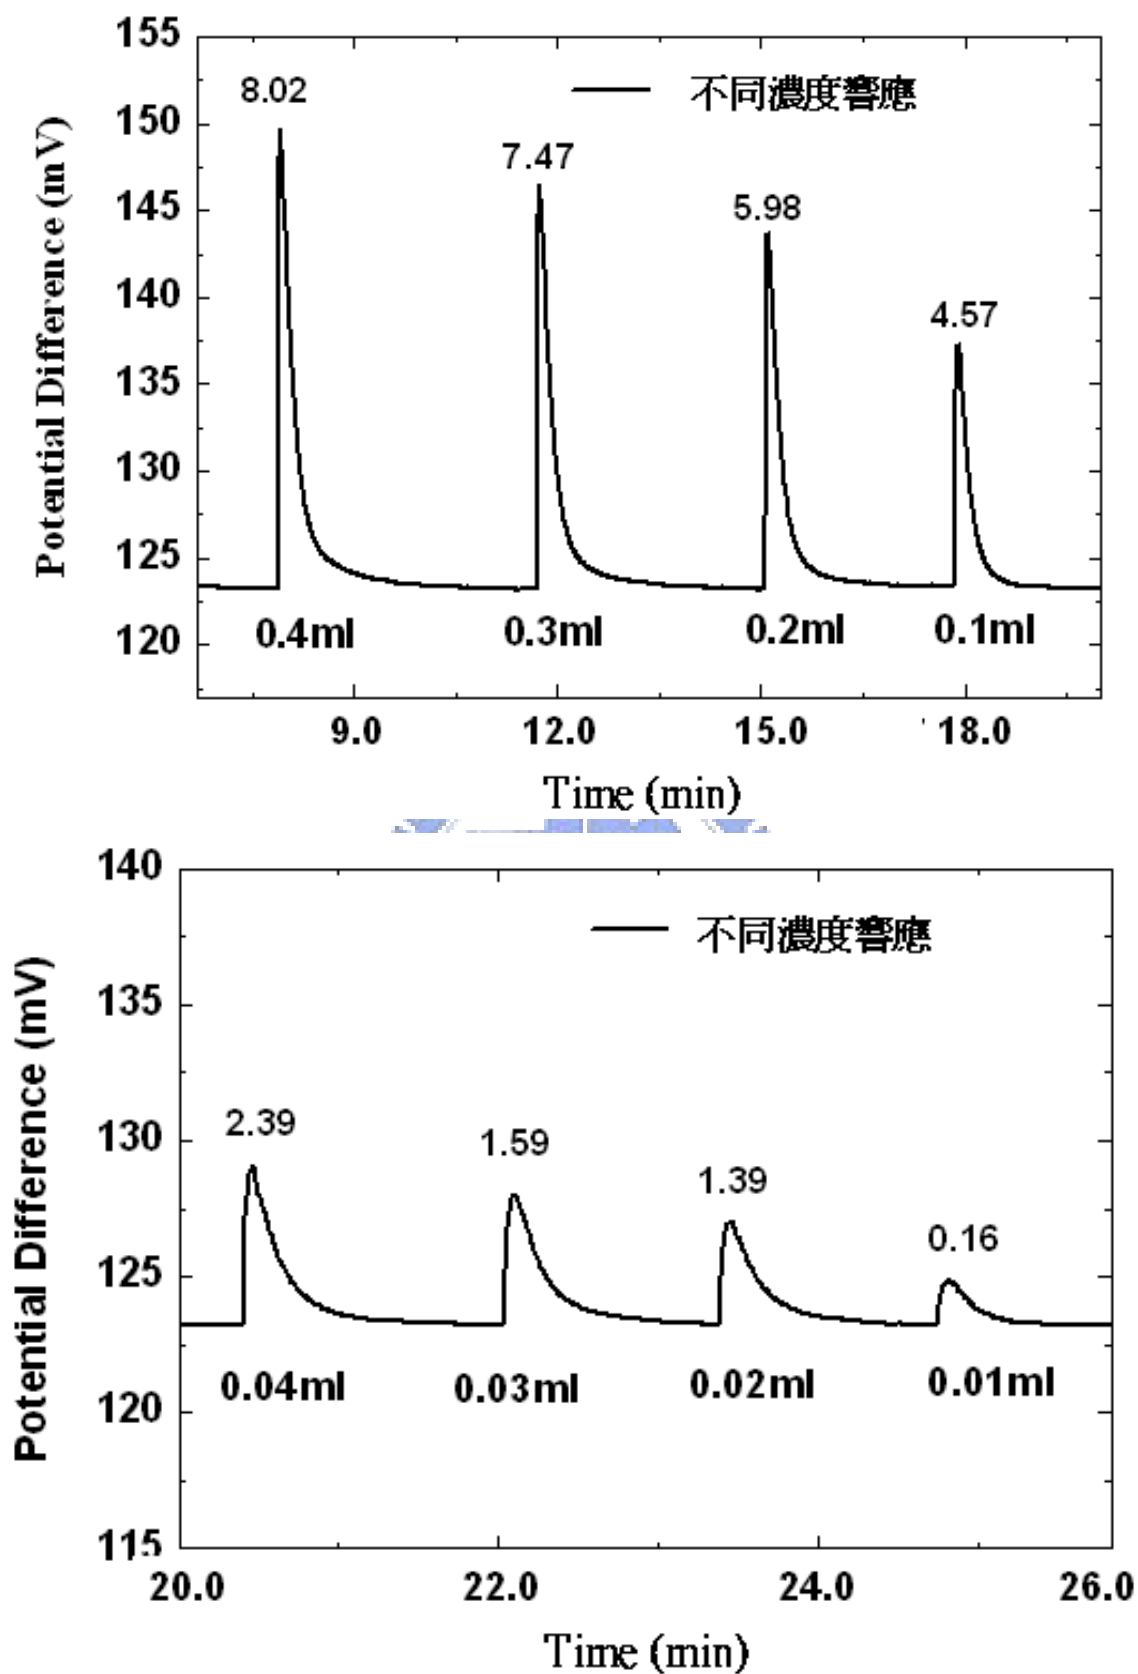 155
150
145
140
135
130
125
120
Potential Difference (mV)
不同濃度響應
8.02
7.47
5.98
4.57
0.4ml
0.3ml
0.2ml
0.1ml
9.0 12.0 15.0 18.0
Time (min)
140
135
130
125
120
115
Potential Difference (mV)
不同濃度響應
2.39
1.59
1.39
0.16
0.04ml
0.03ml
0.02ml
0.01ml
20.0 22.0 24.0 26.0
Time (min)